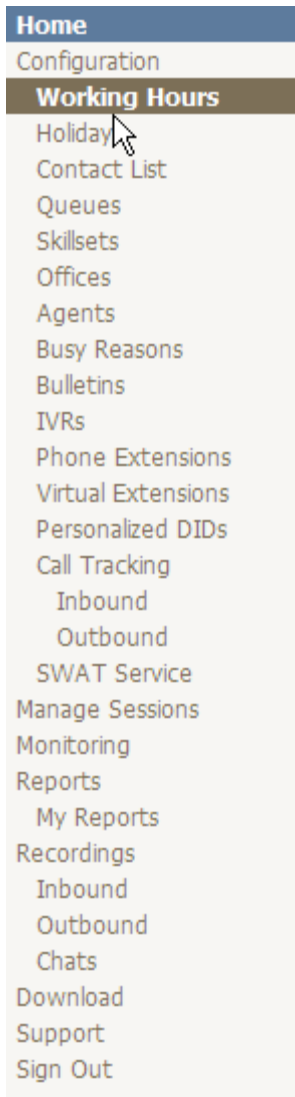 Home
Configuration
Working Hours
Holiday
Contact List
Queues
Skillsets
Offices
Agents
Busy Reasons
Bulletins
IVRs
Phone Extensions
Virtual Extensions
Personalized DIDs
Call Tracking
Inbound
Outbound
SWAT Service
Manage Sessions
Monitoring
Reports
My Reports
Recordings
Inbound
Outbound
Chats
Download
Support
Sign Out